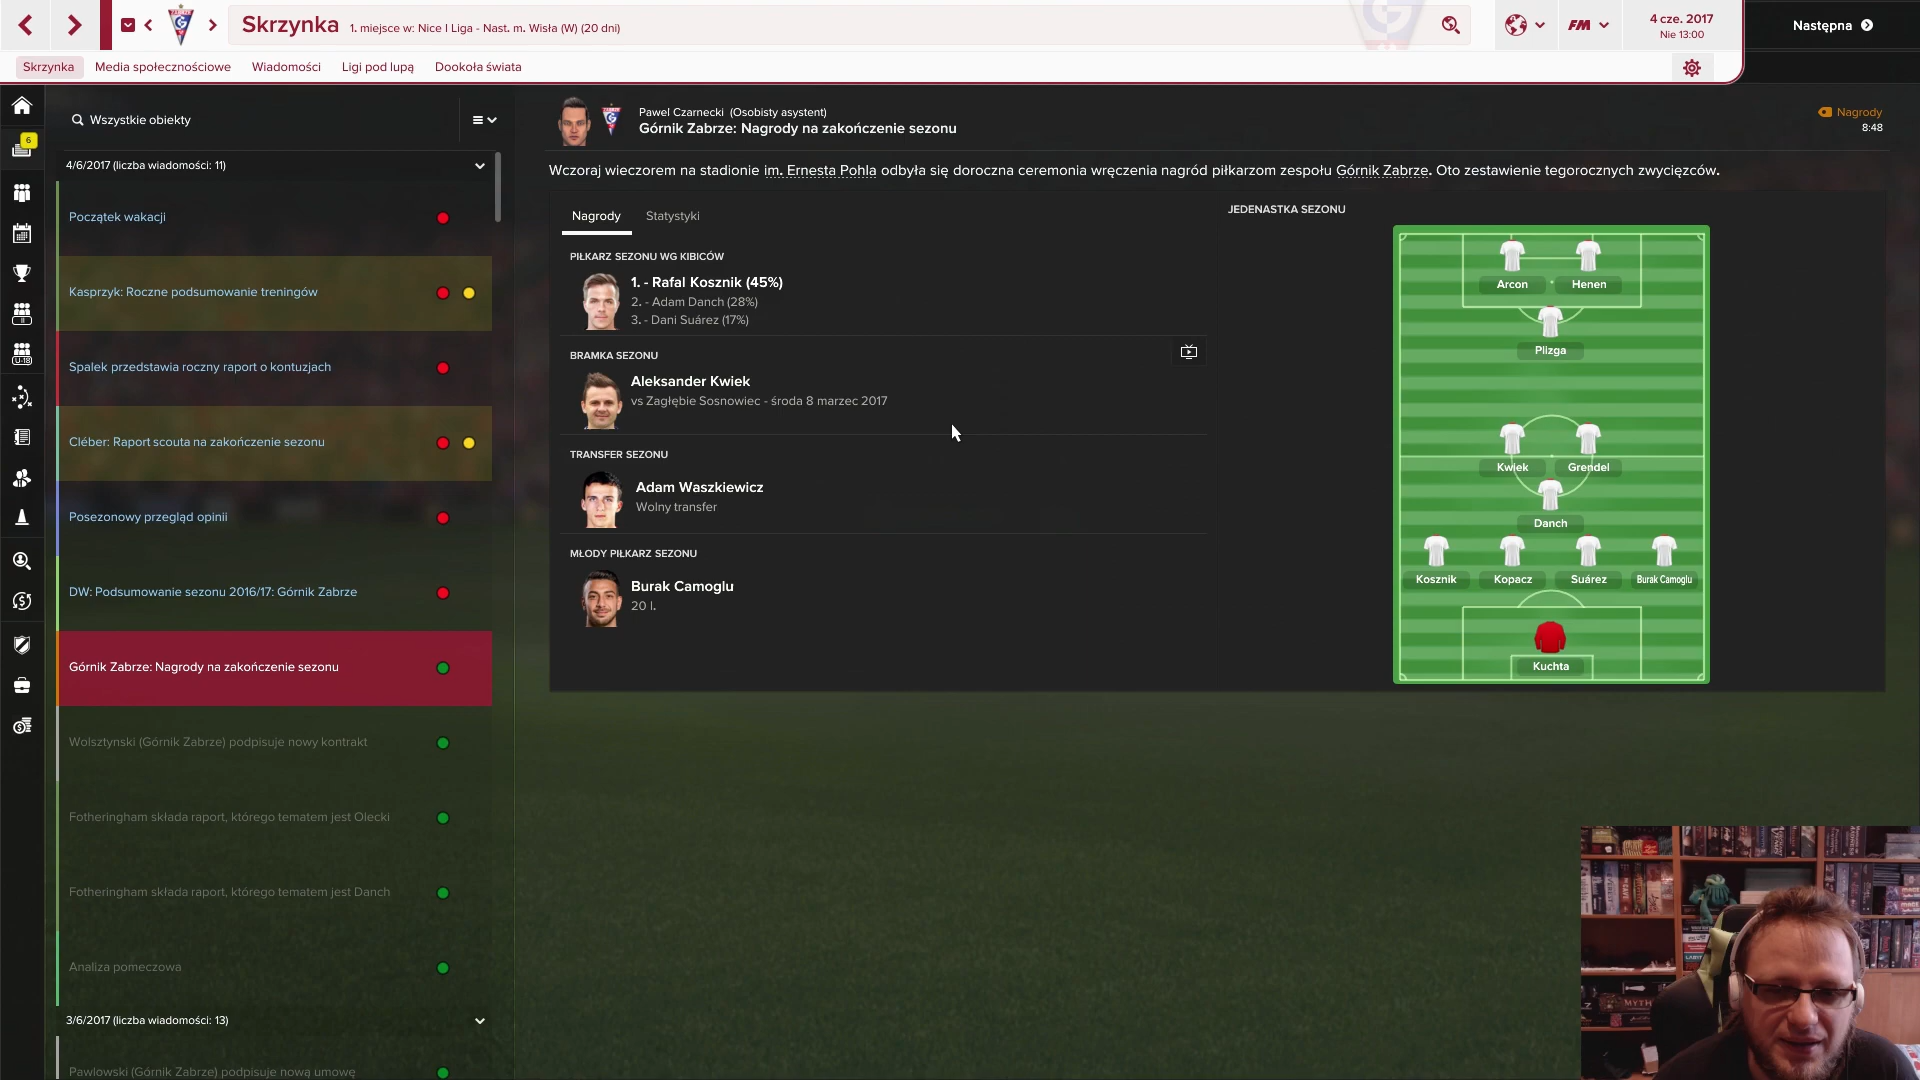 Skrzynka
1. miejsce w: Nice I Liga - Nast. m. Wisła (W) (20 dni)
FM
4 cze. 2017
Nie 13:00
Następna
Skrzynka
Media społecznościowe
Wiadomości
Ligi pod lupą
Dookoła świata
6
II
U-18
Wszystkie obiekty
4/6/2017 (liczba wiadomości: 11)
Początek wakacji
Kasprzyk: Roczne podsumowanie treningów
Spalek przedstawia roczny raport o kontuzjach
Cléber: Raport scouta na zakończenie sezonu
Posezonowy przegląd opinii
DW: Podsumowanie sezonu 2016/17: Górnik Zabrze
Górnik Zabrze: Nagrody na zakończenie sezonu
Wolsztynski (Górnik Zabrze) podpisuje nowy kontrakt
Fotheringham składa raport, którego tematem jest Olecki
Fotheringham składa raport, którego tematem jest Danch
Analiza pomeczowa
3/6/2017 (liczba wiadomości: 13)
Pawlowski (Górnik Zabrze) podpisuje nową umowę
Pawel Czarnecki (Osobisty asystent)
Górnik Zabrze: Nagrody na zakończenie sezonu
Nagrody
8:48
Wczoraj wieczorem na stadionie im. Ernesta Pohla odbyła się doroczna ceremonia wręczenia nagród piłkarzom zespołu Górnik Zabrze. Oto zestawienie tegorocznych zwycięzców.
Nagrody
Statystyki
PIŁKARZ SEZONU WG KIBICÓW
1. - Rafal Kosznik (45%)
2. - Adam Danch (28%)
3. - Dani Suárez (17%)
BRAMKA SEZONU
Aleksander Kwiek
vs Zagłębie Sosnowiec - środa 8 marzec 2017
TRANSFER SEZONU
Adam Waszkiewicz
Wolny transfer
MŁODY PIŁKARZ SEZONU
Burak Camoglu
20 l.
JEDENASTKA SEZONU
Arcon
Henen
Plizga
Kwiek
Grendel
Danch
Kosznik
Kopacz
Suárez
Burak Camoglu
Kuchta